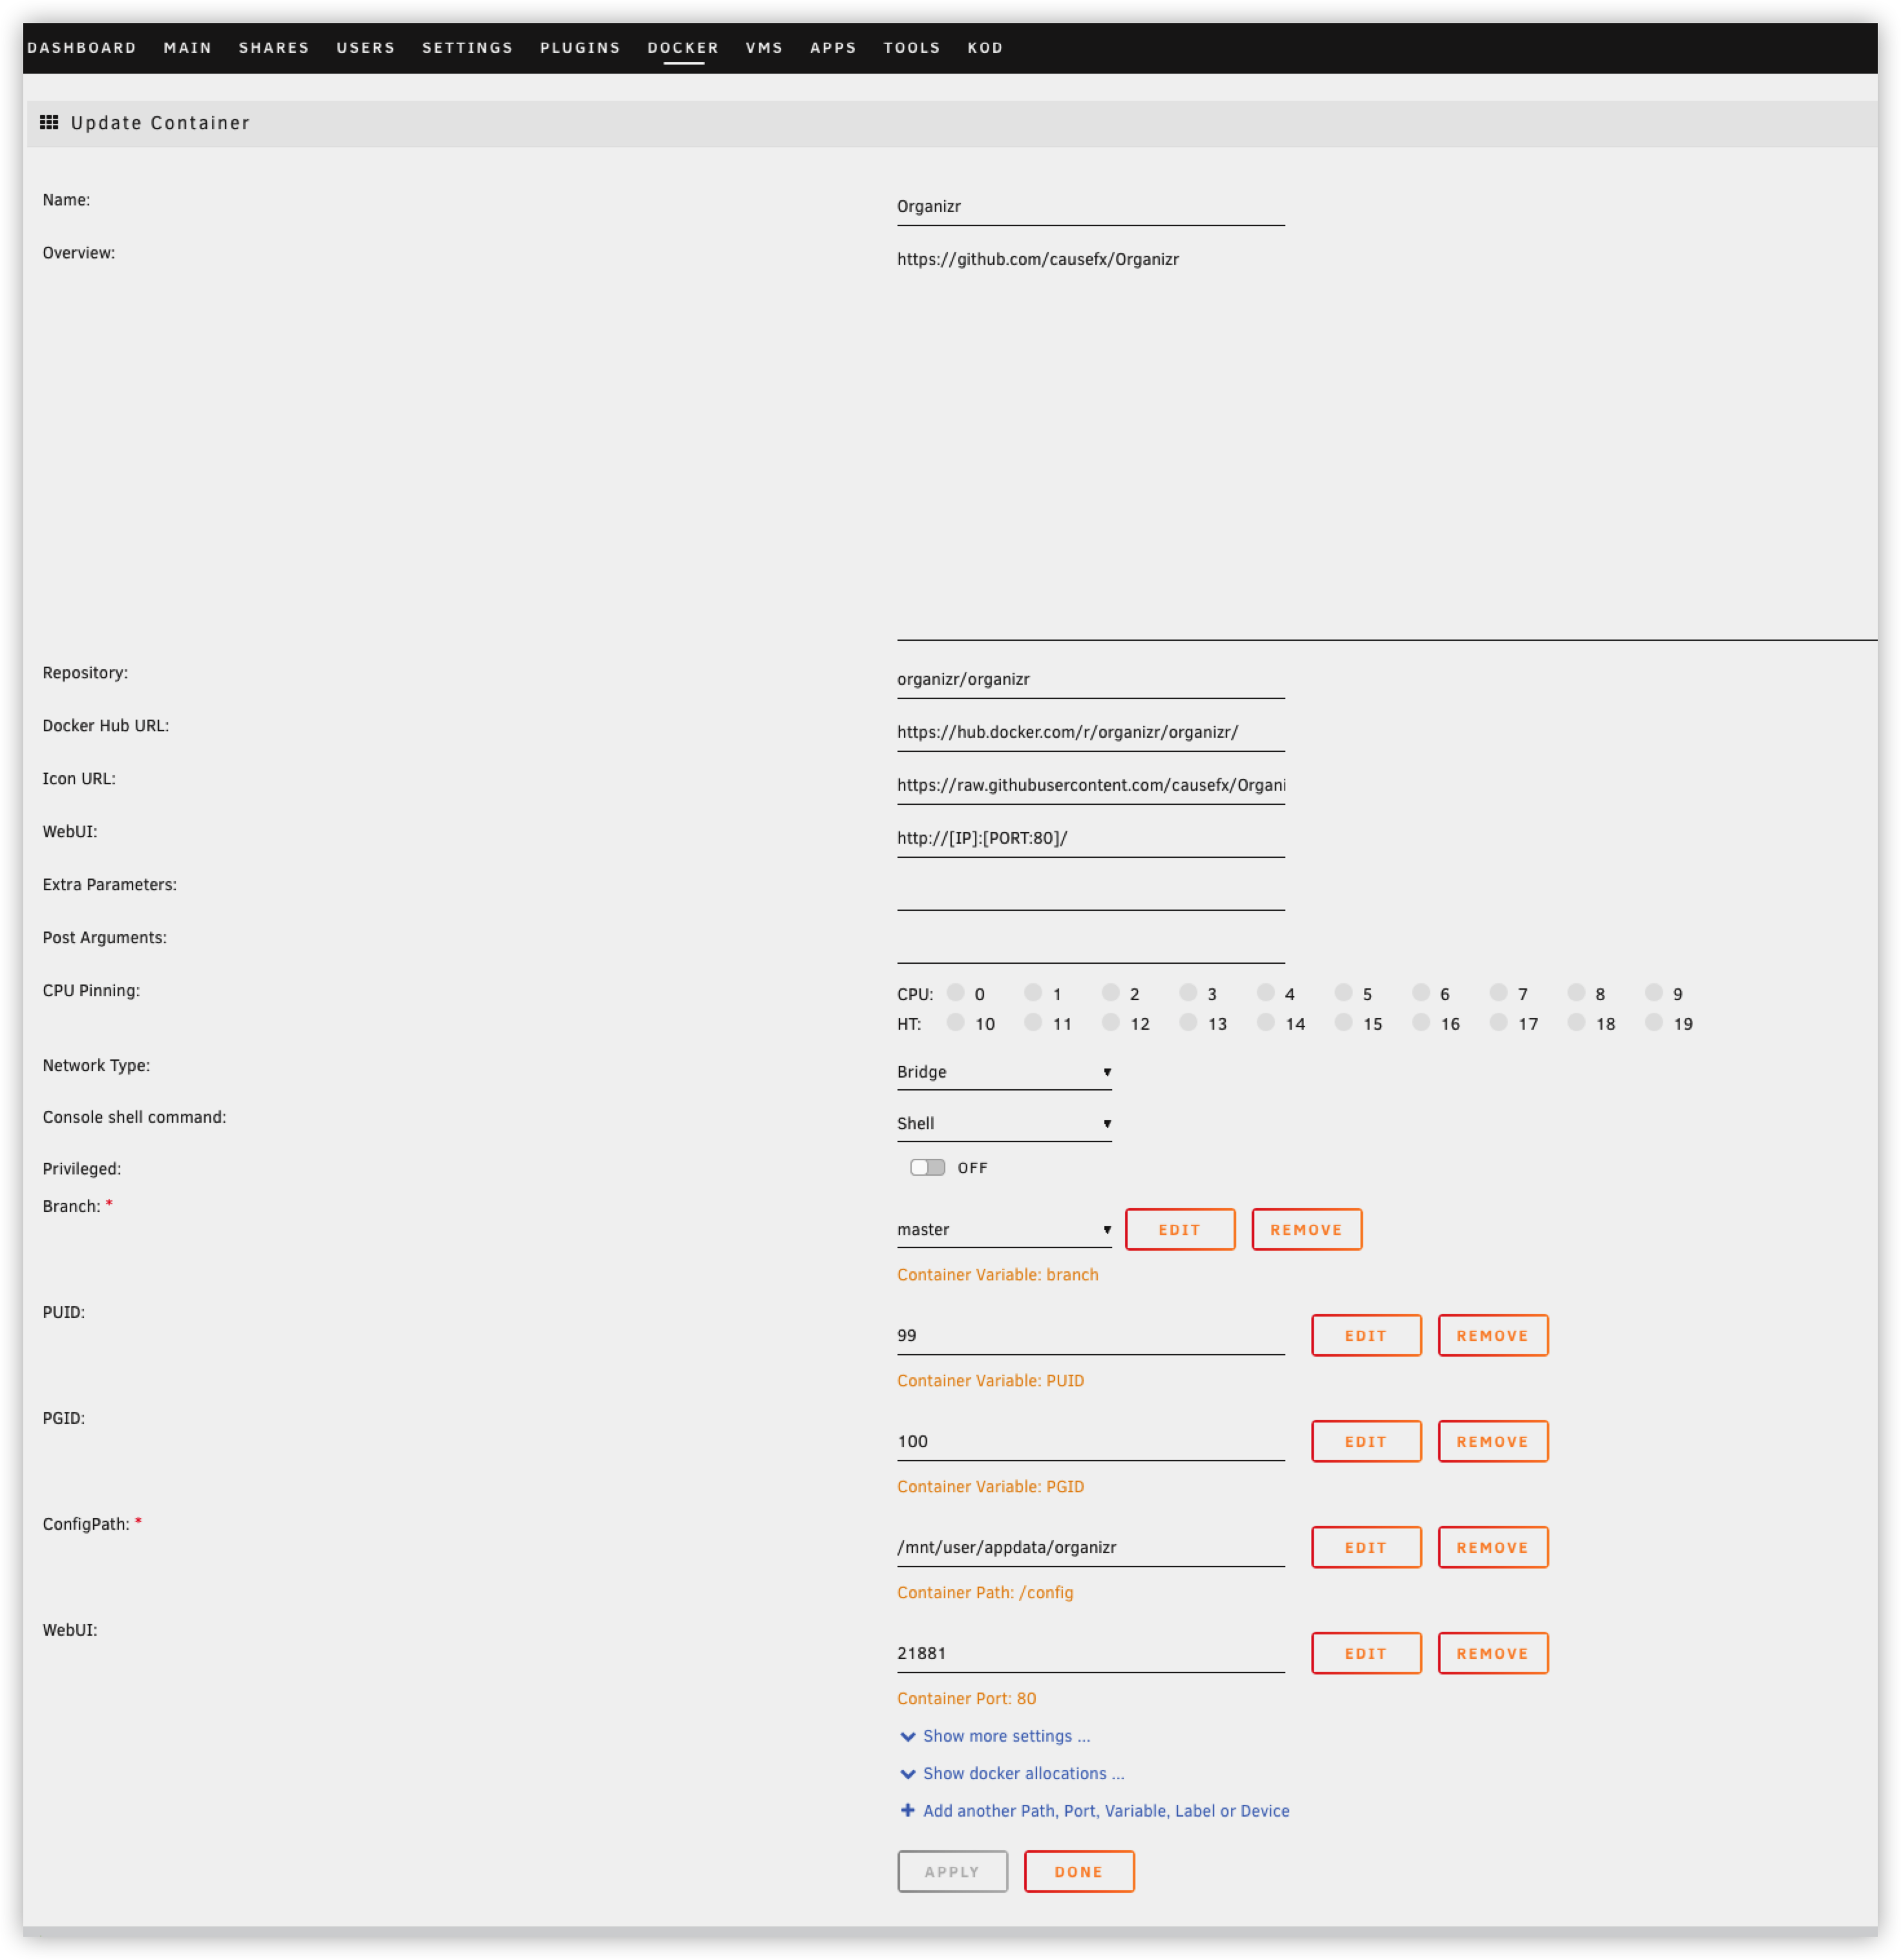 DASHBOARD MAIN SHARES USERS SETTINGS PLUGINS DOCKER VMS APPS TOOLS KOD
Update Container
Name:
Organizr
Overview:
https://github.com/causefx/Organizr
Repository:
organizr/organizr
Docker Hub URL:
https://hub.docker.com/r/organizr/organizr/
Icon URL:
https://raw.githubusercontent.com/causefx/Organi
WebUI:
http://[IP]:[PORT:80]/
Extra Parameters:
Post Arguments:
CPU Pinning:
CPU: 0 1 2 3 4 5 6 7 8 9
HT: 10 11 12 13 14 15 16 17 18 19
Network Type:
Bridge
Console shell command:
Shell
Privileged:
OFF
Branch: *
master EDIT REMOVE
Container Variable: branch
PUID:
99 EDIT REMOVE
Container Variable: PUID
PGID:
100 EDIT REMOVE
Container Variable: PGID
ConfigPath: *
/mnt/user/appdata/organizr EDIT REMOVE
Container Path: /config
WebUI:
21881 EDIT REMOVE
Container Port: 80
Show more settings ...
Show docker allocations ...
Add another Path, Port, Variable, Label or Device
APPLY DONE